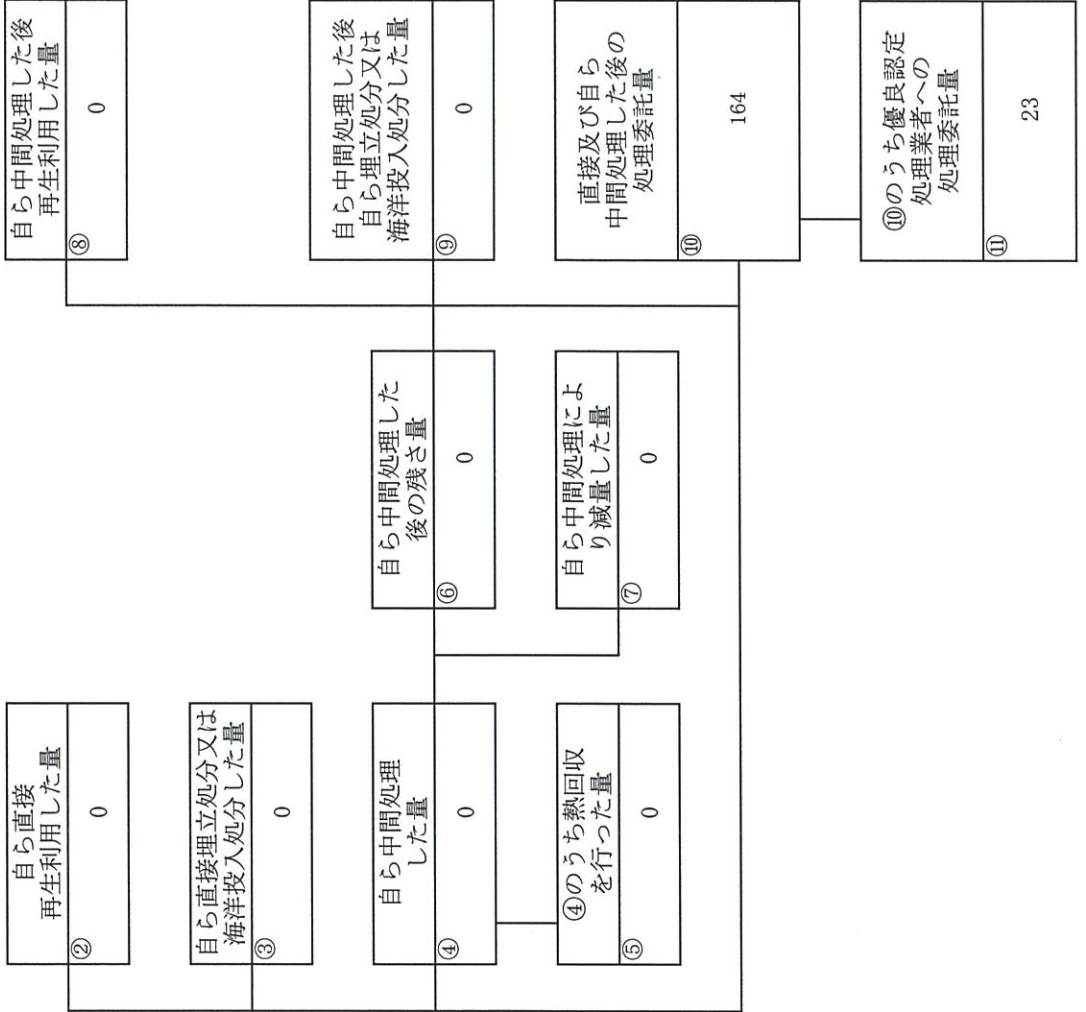 自ら直接
再生利用した量
②
0
自ら直接埋立処分又は
海洋投入処分した量
③
0
自ら中間処理
した量
④
0
④のうち熱回収
を行った量
⑤
0
自ら中間処理した
後の残さ量
⑥
0
自ら中間処理によ
り減量した量
⑦
0
自ら中間処理した後
再生利用した量
⑧
0
自ら中間処理した後
自ら埋立処分又は
海洋投入処分した量
⑨
0
直接及び自ら
中間処理した後の
処理委託量
⑩
164
⑩のうち優良認定
処理業者への
処理委託量
⑪
23